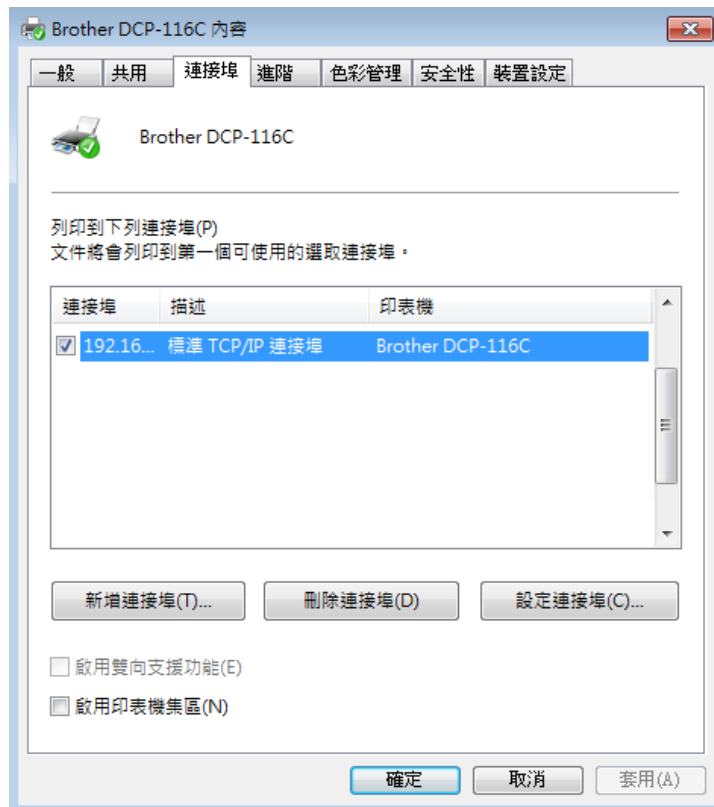 Brother DCP-116C 內容
一般 共用 連接埠 進階 色彩管理 安全性 裝置設定
Brother DCP-116C
列印到下列連接埠(P)
文件將會列印到第一個可使用的選取連接埠。
連接埠 描述 印表機
192.16... 標準 TCP/IP 連接埠 Brother DCP-116C
新增連接埠(T)... 刪除連接埠(D) 設定連接埠(C)...
啟用雙向支援功能(E)
啟用印表機集區(N)
確定 取消 套用(A)